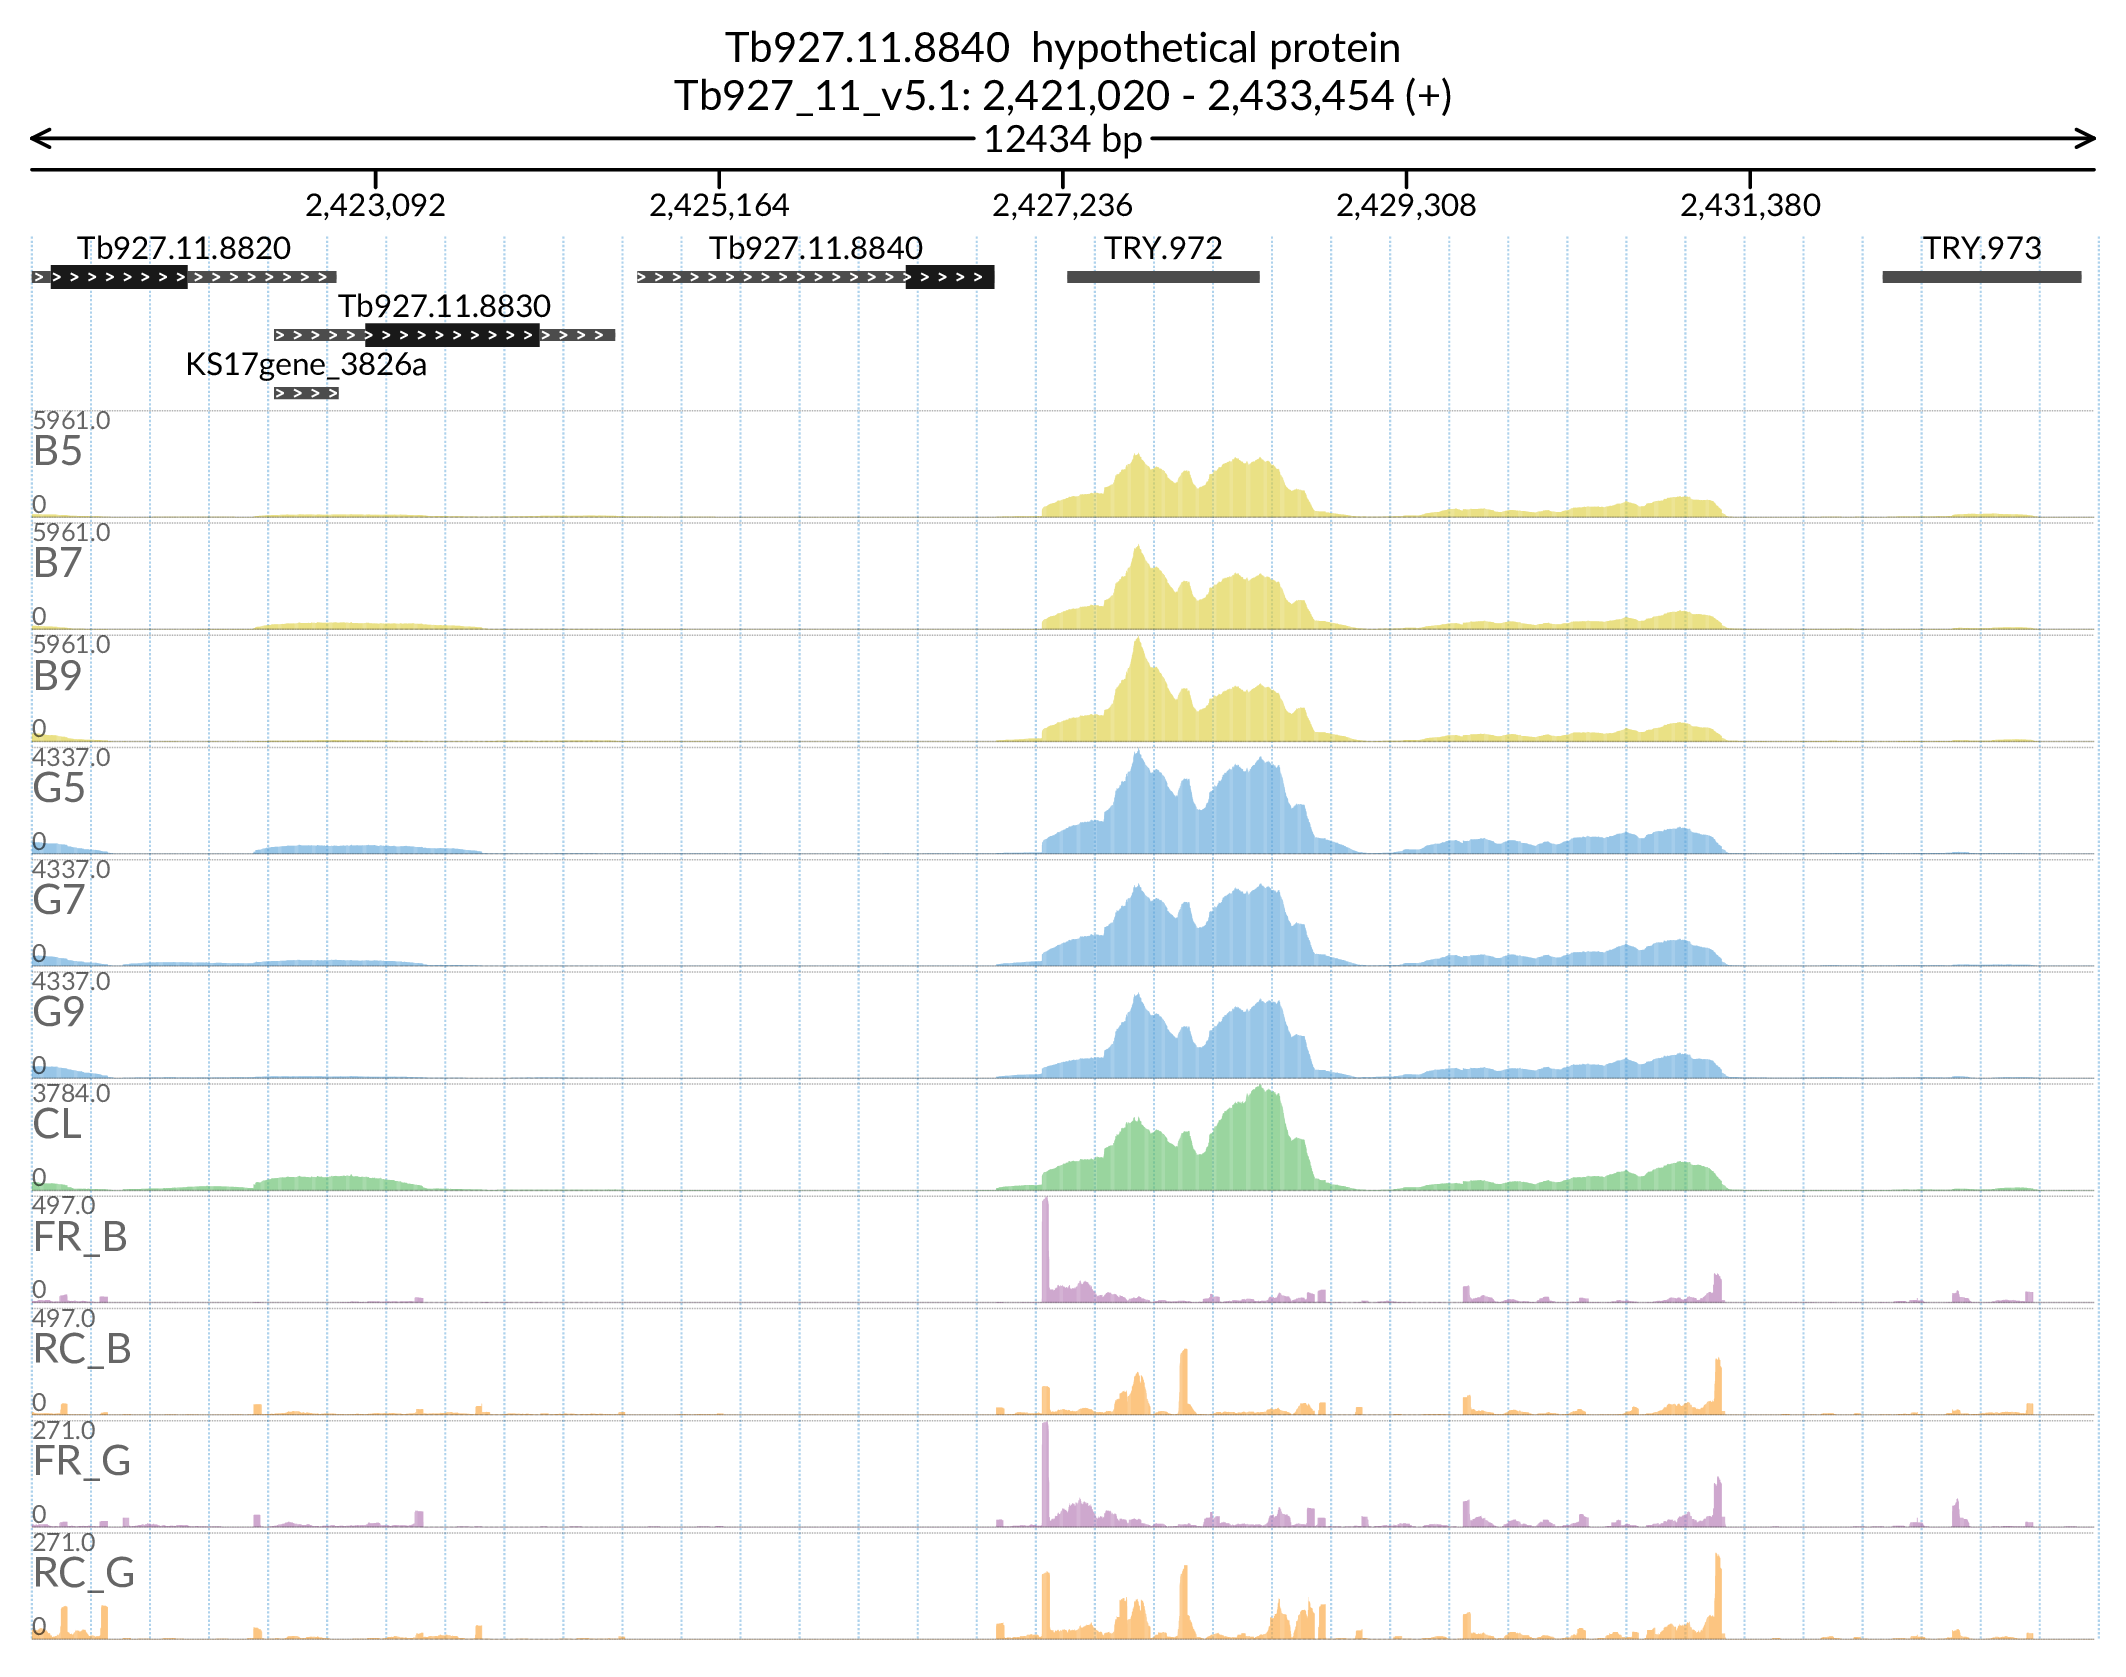 Tb927.11.8840  hypothetical protein
Tb927_11_v5.1: 2,421,020 - 2,433,454 (+)
12434 bp
2,423,092 2,425,164 2,427,236 2,429,308 2,431,380
Tb927.11.8820 Tb927.11.8840 TRY.972 TRY.973
Tb927.11.8830
KS17gene_3826a
5961.0
B5
0
5961.0
B7
0
5961.0
B9
0
4337.0
G5
0
4337.0
G7
0
4337.0
G9
0
3784.0
CL
0
497.0
FR_B
0
497.0
RC_B
0
271.0
FR_G
0
271.0
RC_G
0